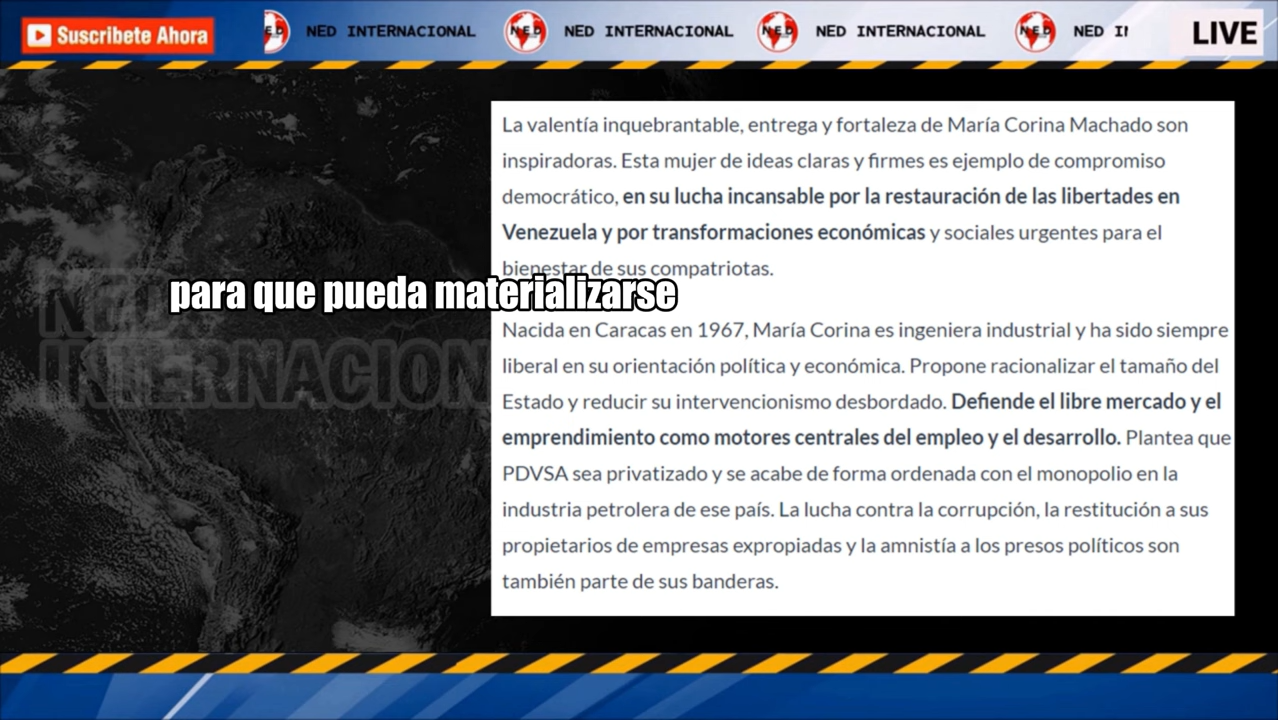 Suscribete Ahora
NED
NED INTERNACIONAL
NED
NED INTERNACIONAL
NED
NED INTERNACIONAL
NED
NED
LIVE
La valentía inquebrantable, entrega y fortaleza de María Corina Machado son
inspiradoras. Esta mujer de ideas claras y firmes es ejemplo de compromiso
democrático, en su lucha incansable por la restauración de las libertades en
Venezuela y por transformaciones económicas y sociales urgentes para el
bienestar de sus compatriotas.
para que pueda materializarse
NED
INTERNACION
Nacida en Caracas en 1967, María Corina es ingeniera industrial y ha sido siempre
liberal en su orientación política y económica. Propone racionalizar el tamaño del
Estado y reducir su intervencionismo desbordado. Defiende el libre mercado y el
emprendimiento como motores centrales del empleo y el desarrollo. Plantea que
PDVSA sea privatizado y se acabe de forma ordenada con el monopolio en la
industria petrolera de ese país. La lucha contra la corrupción, la restitución a sus
propietarios de empresas expropiadas y la amnistía a los presos políticos son
también parte de sus banderas.